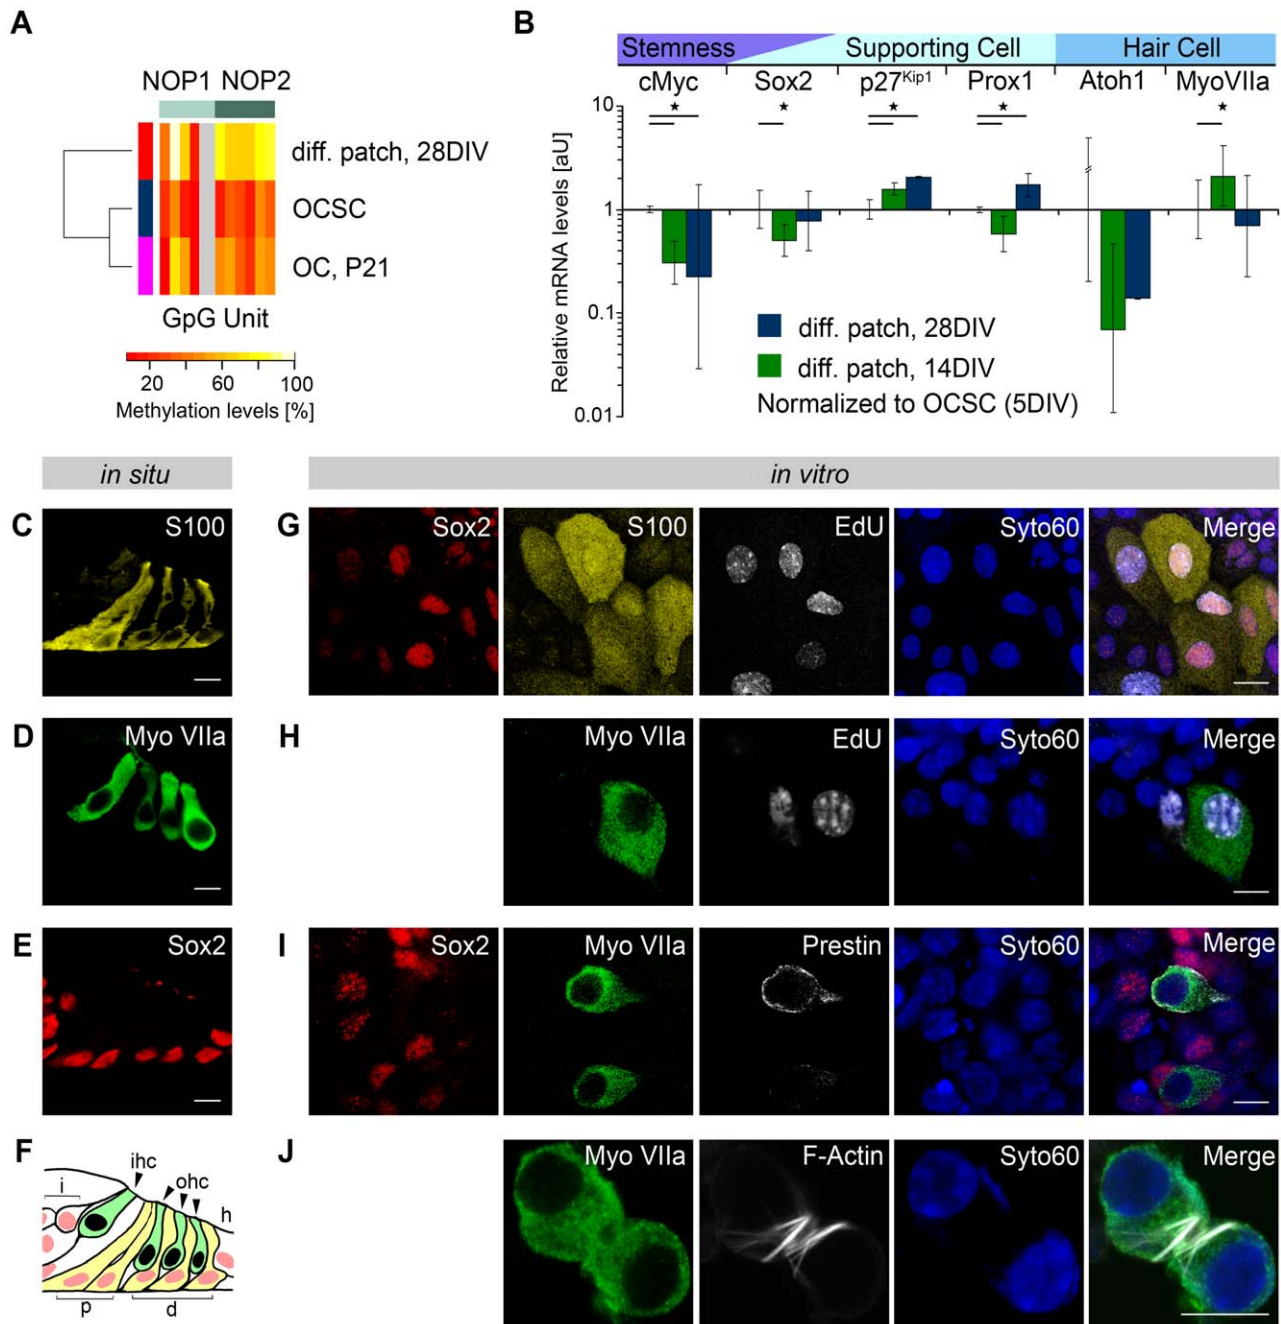 A
NOP1 NOP2
diff. patch, 28DIV
OCSC
OC, P21
GpG Unit
20 60 100
Methylation levels [%]
B
Stemness Supporting Cell Hair Cell
cMyc Sox2 p27Kip1 Prox1 Atoh1 MyoVIIa
10
1
0.1
0.01
Relative mRNA levels [aU]
diff. patch, 28DIV
diff. patch, 14DIV
Normalized to OCSC (5DIV)
in situ
in vitro
C
S100
G
Sox2 S100 EdU Syto60 Merge
D
Myo VIIa
H
Myo VIIa EdU Syto60 Merge
E
Sox2
I
Sox2 Myo VIIa Prestin Syto60 Merge
F
ihc
i
ohc
h
p
d
J
Myo VIIa F-Actin Syto60 Merge